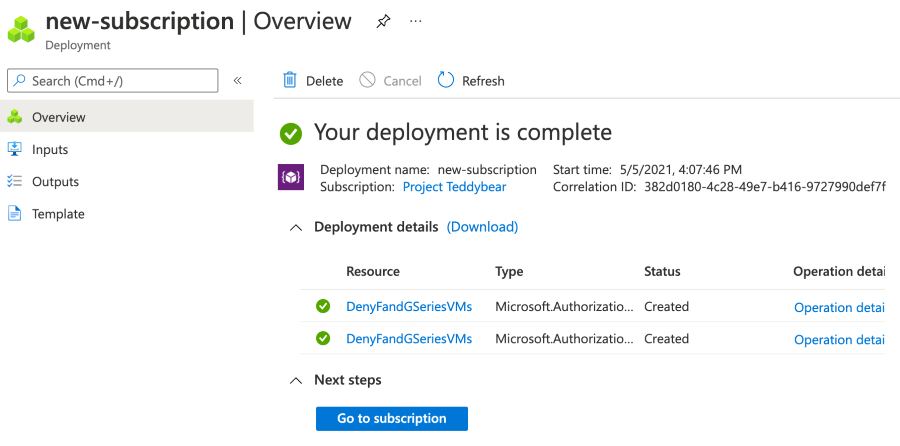 new-subscription | Overview
Deployment
Search (Cmd+/)
Overview
Inputs
Outputs
Template
Delete Cancel Refresh
Your deployment is complete
Deployment name: new-subscription Start time: 5/5/2021, 4:07:46 PM
Subscription: Project Teddybear Correlation ID: 382d0180-4c28-49e7-b416-9727990def7f
Deployment details (Download)
Resource Type Status Operation detai
DenyFandGSeriesVMs Microsoft.Authorizatio... Created Operation detai
DenyFandGSeriesVMs Microsoft.Authorizatio... Created Operation detai
Next steps
Go to subscription